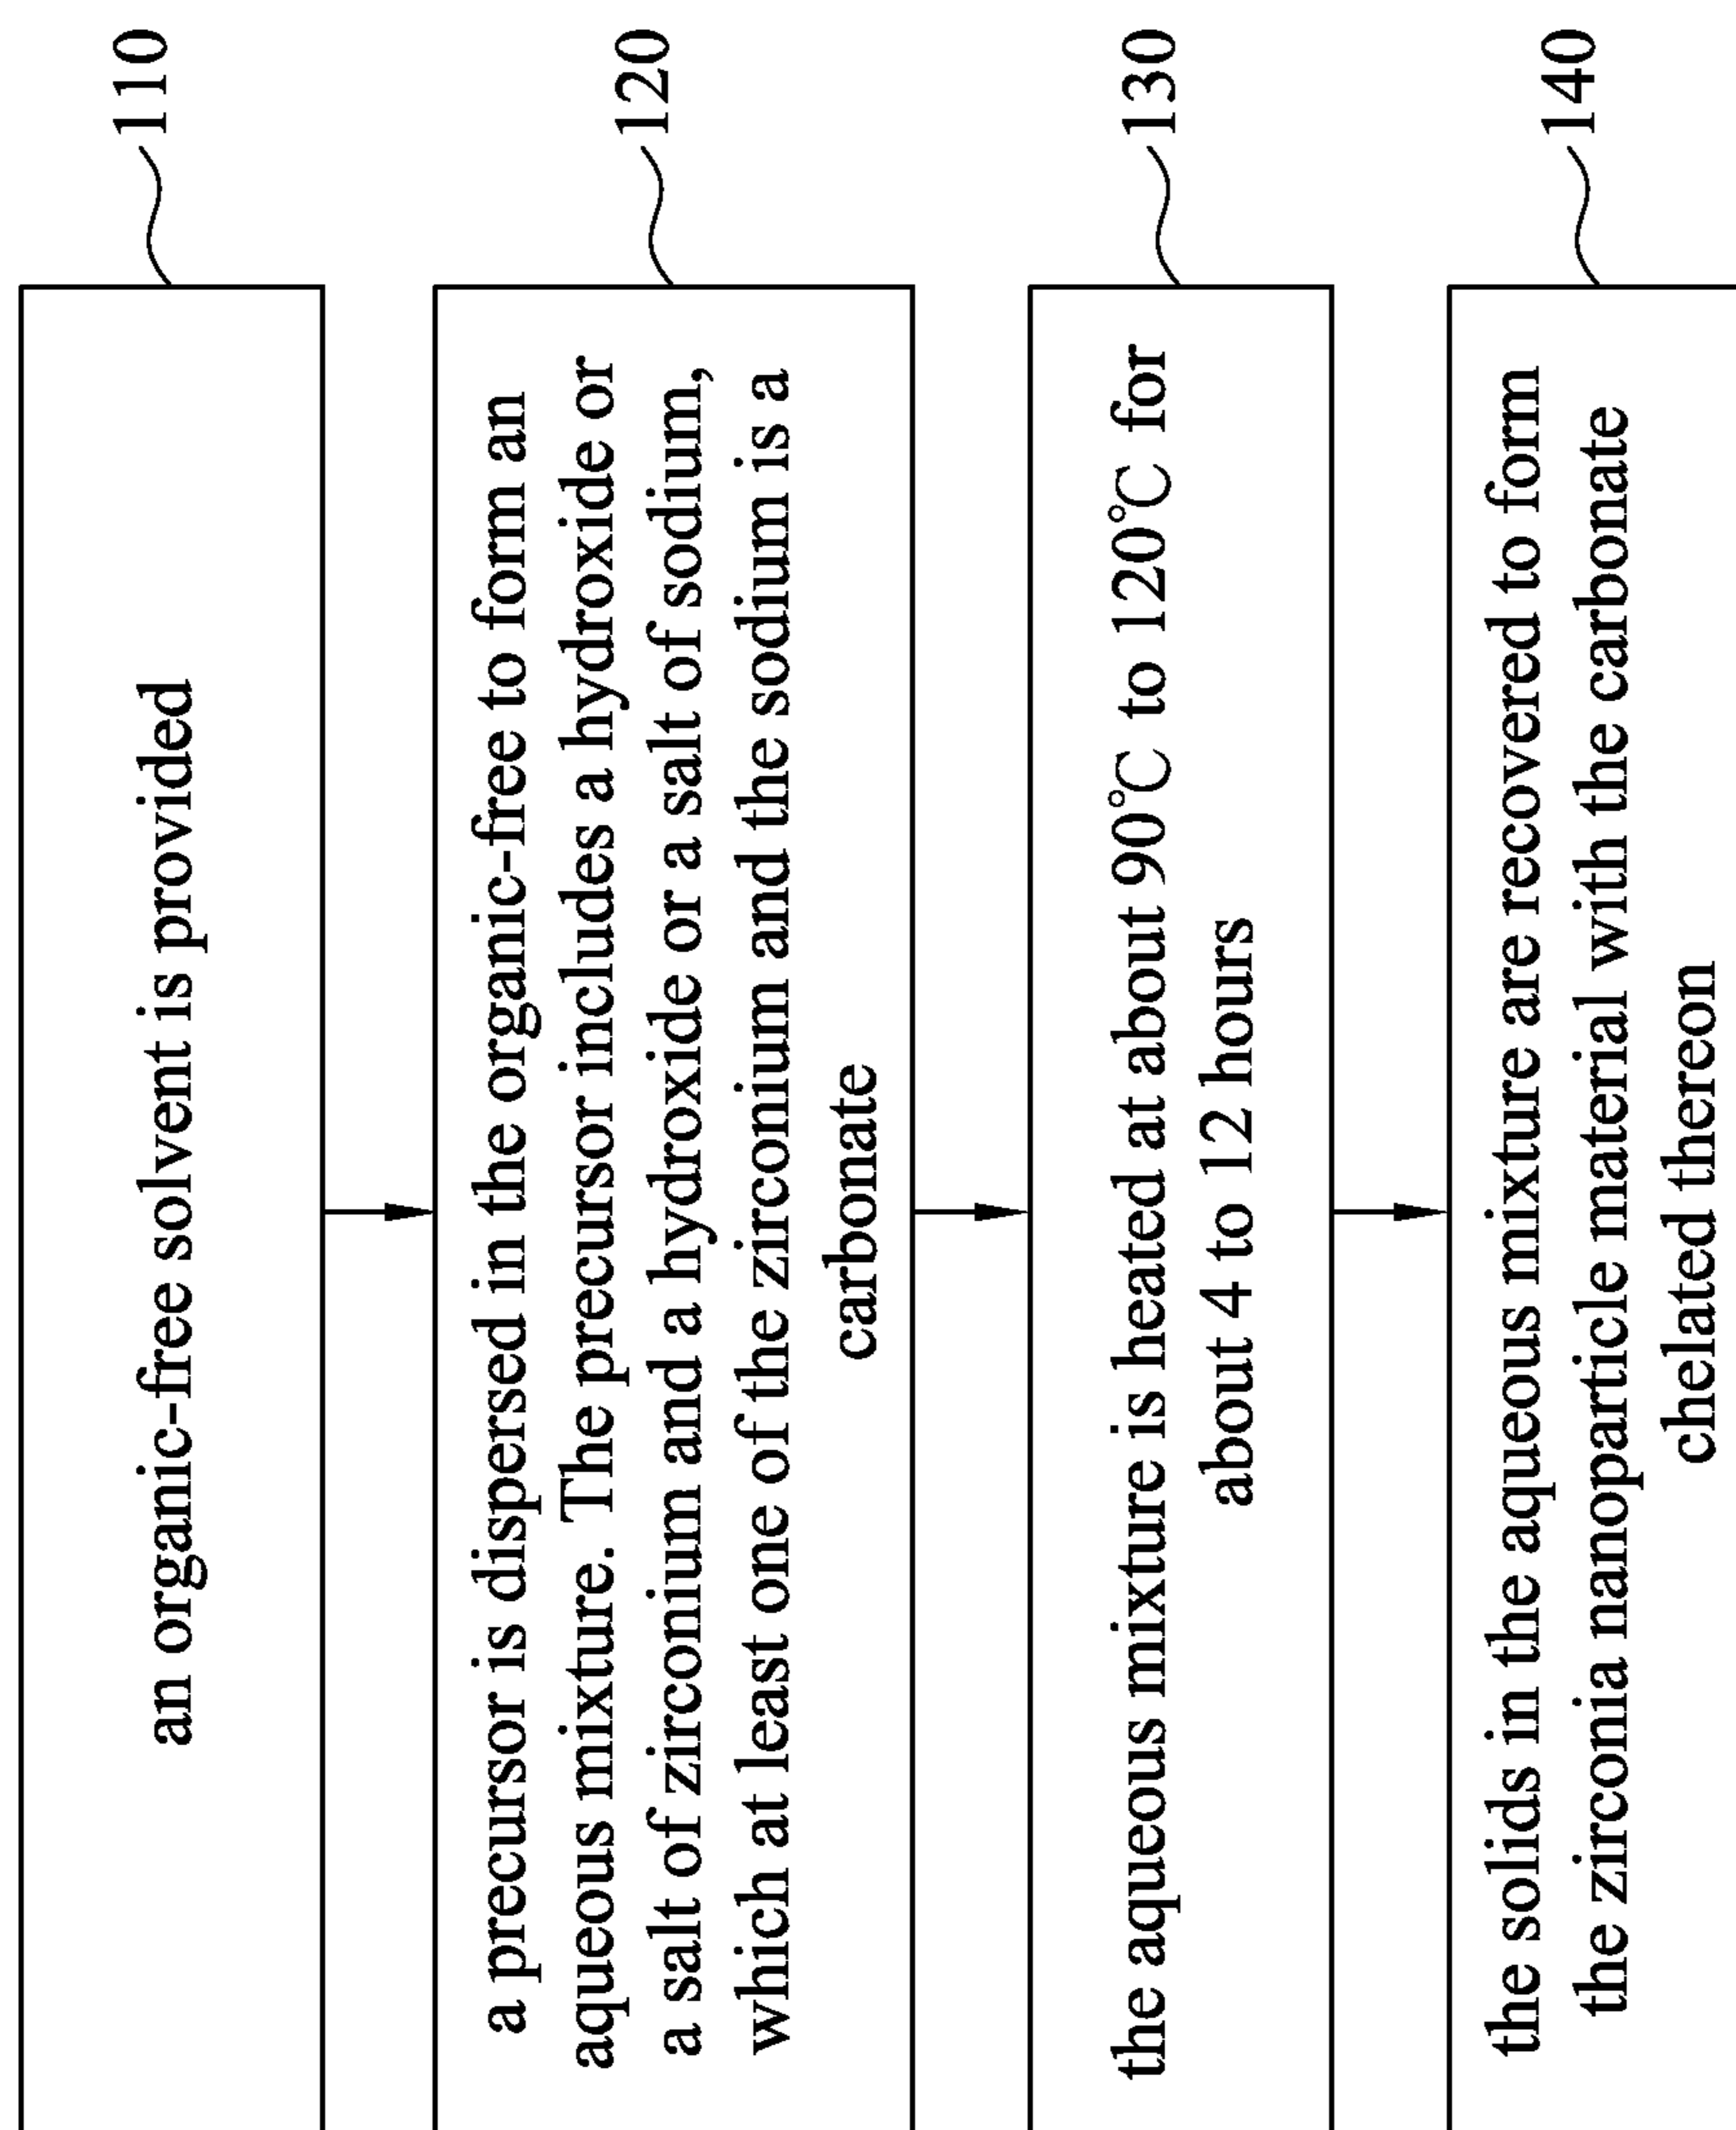 an organic-free solvent is provided
110
a precursor is dispersed in the organic-free to form an
aqueous mixture. The precursor includes a hydroxide or
a salt of zirconium and a hydroxide or a salt of sodium,
which at least one of the zirconium and the sodium is a
carbonate
120
the aqueous mixture is heated at about 90℃ to 120℃ for
about 4 to 12 hours
130
the solids in the aqueous mixture are recovered to form
the zirconia nanoparticle material with the carbonate
chelated thereon
140